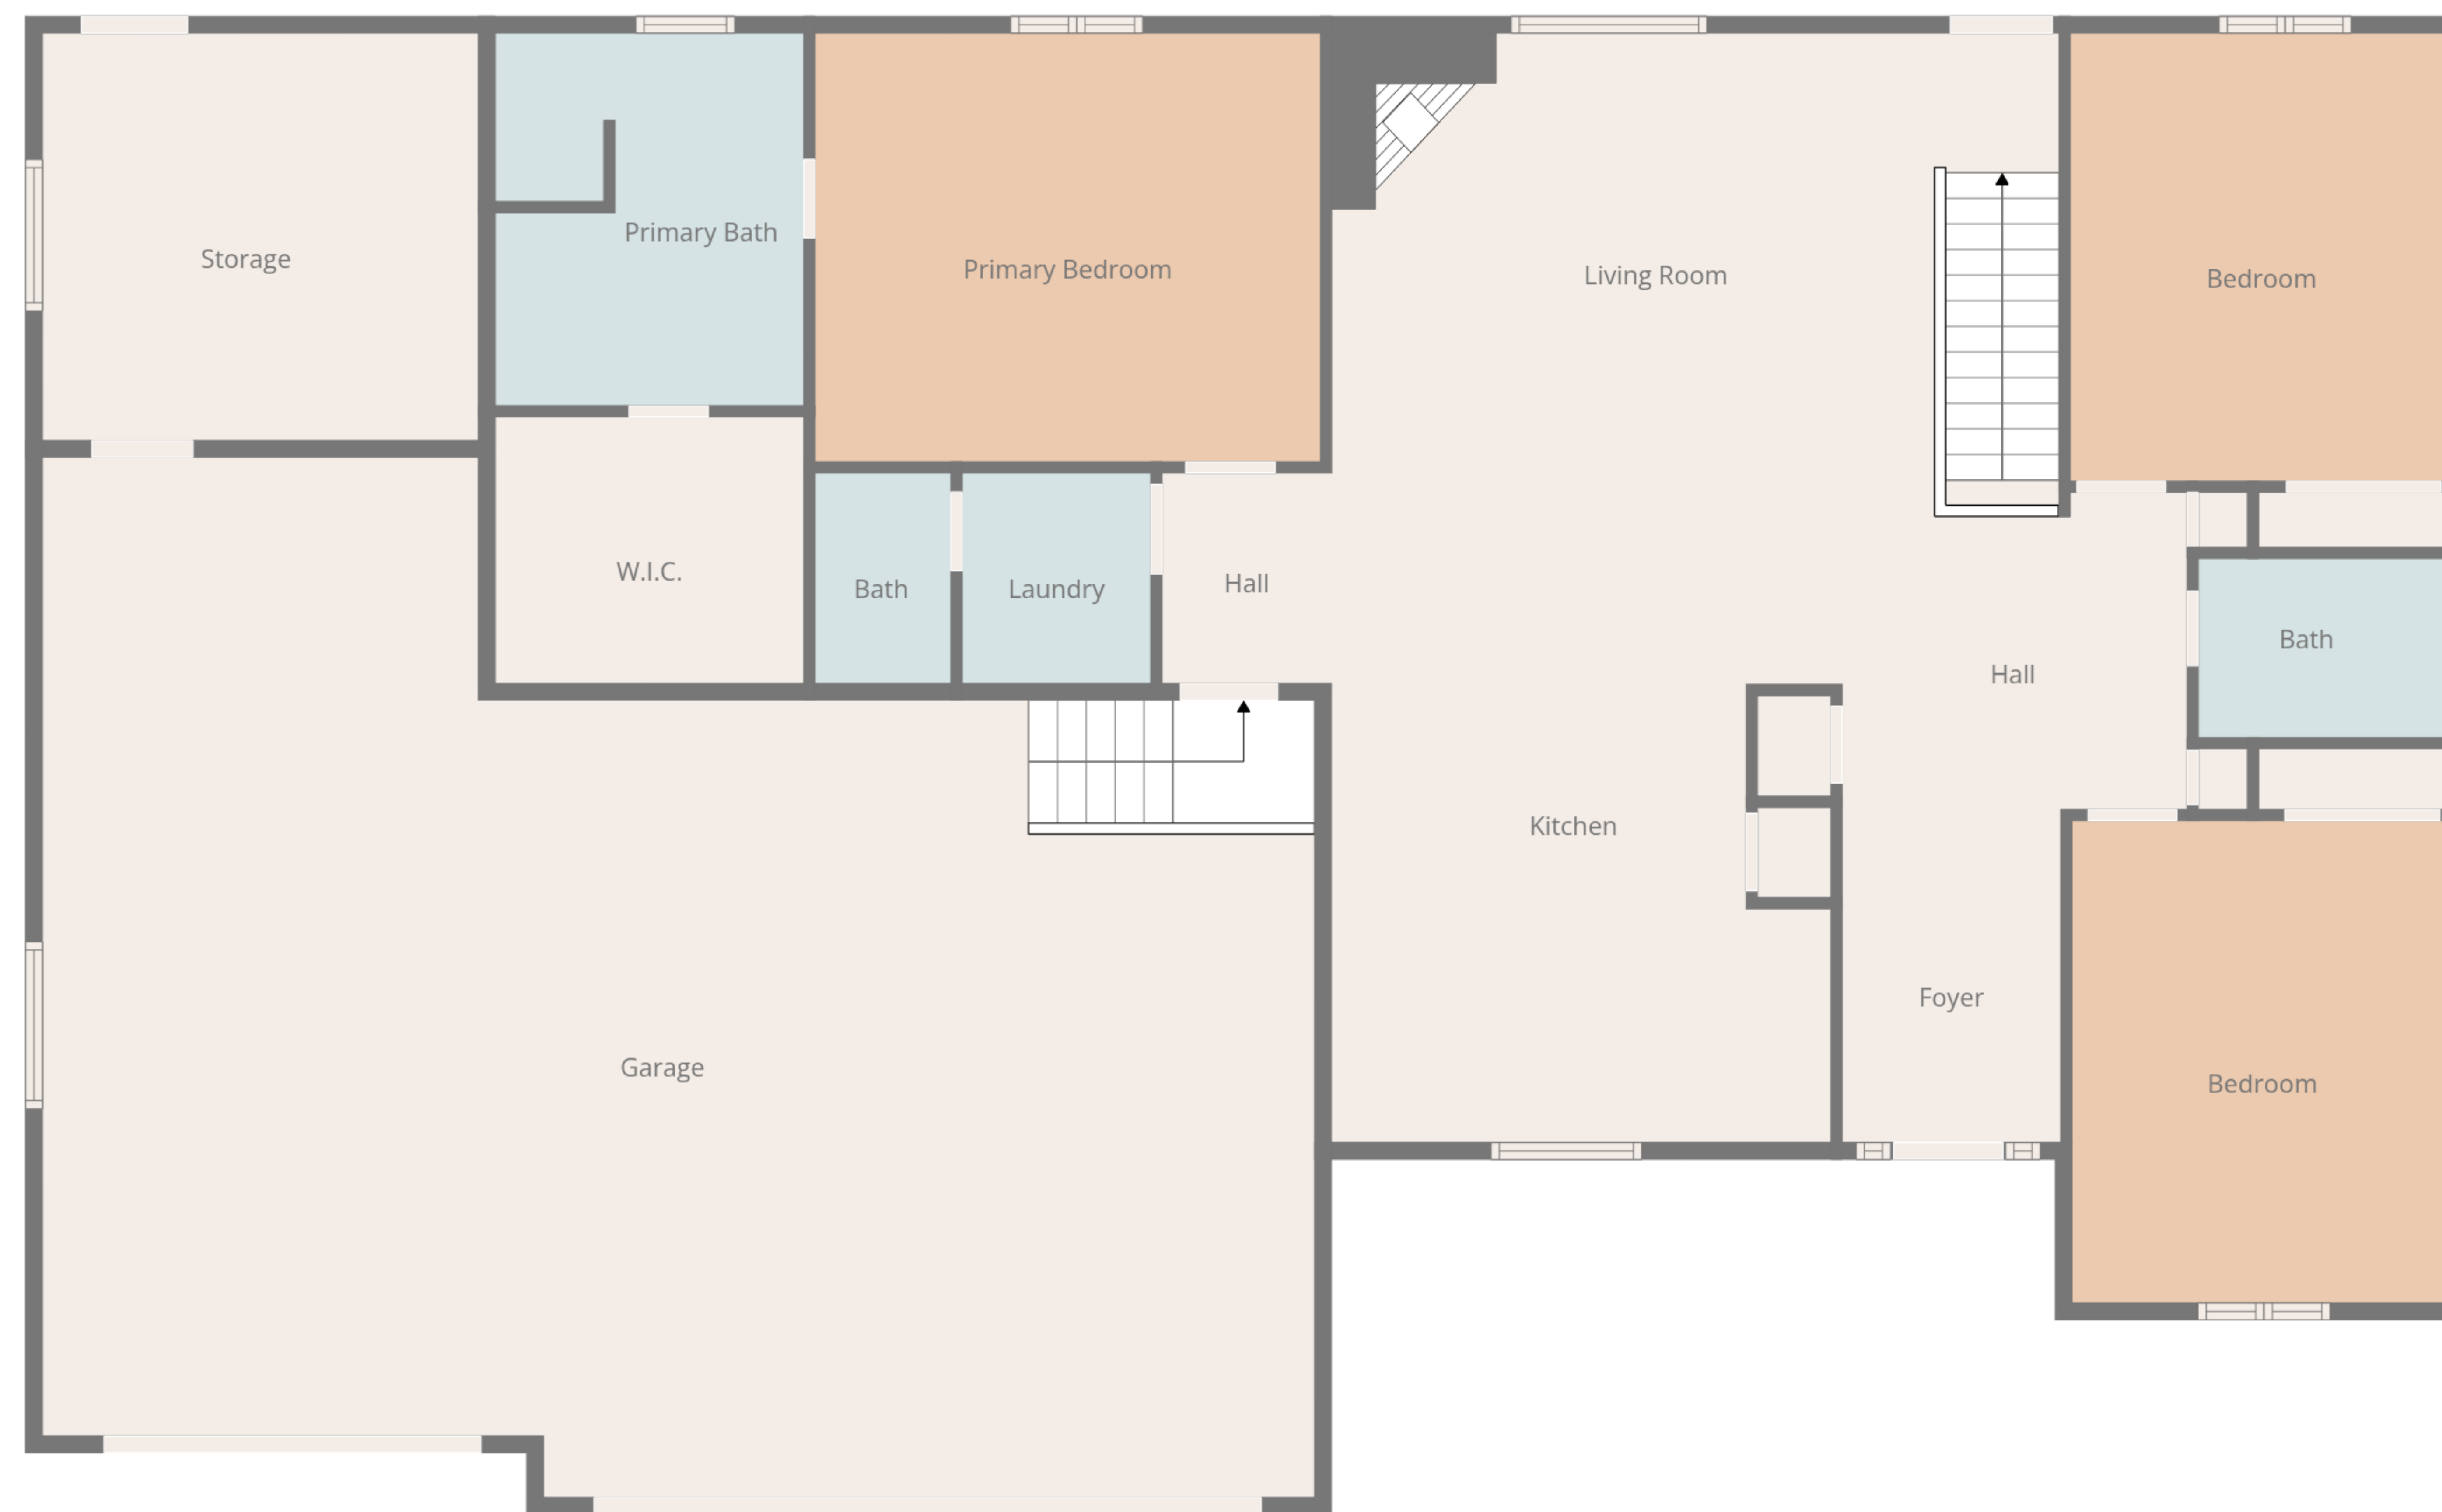 Primary Bath
Storage
Primary Bedroom
Living Room
Bedroom
W.I.C.
Bath
Laundry
Hall
Bath
Hall
Kitchen
Foyer
Garage
Bedroom